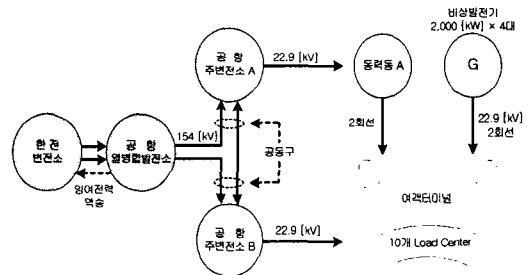 비상발전기
2,000 [kW] × 4대
공 항
주변전소 A
22.9 [kV]
동력동 A
G
한 전
변전소
공 항
열병합발전소
154 [kV]
공동구
2회선
22.9 [kV]
2회선
잉여전력
역송
여객터미널
공 항
주변전소 B
22.9 [kV]
10개 Load Center